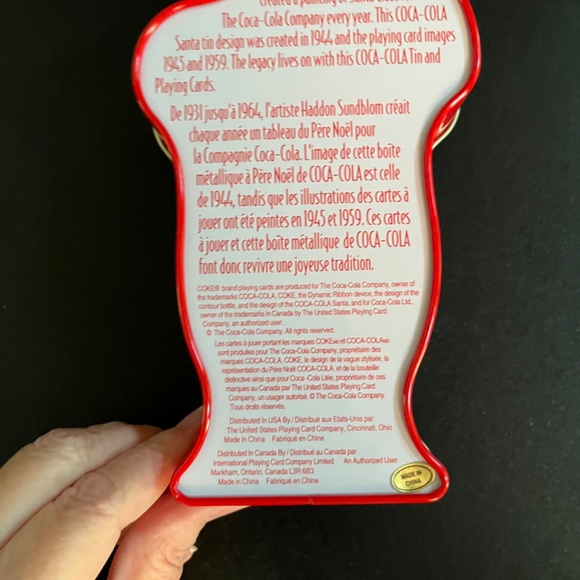 created a painting of Santa
The Coca-Cola Company every year. This COCA-COLA
Santa tin design was created in 1944 and the playing card images
1945 and 1959. The legacy lives on with this COCA-COLA Tin and
Playing Cards.
De 1931 jusqu'à 1964, l'artiste Haddon Sundblom créait
chaque année un tableau du Père Noël pour
la Compagnie Coca-Cola. L'image de cette boîte
métallique à Père Noël de COCA-COLA est celle
de 1944, tandis que les illustrations des cartes à
jouer ont été peintes en 1945 et 1959. Ces cartes
à jouer et cette boîte métallique de COCA-COLA
font donc revivre une joyeuse tradition.
COKE® brand playing cards are produced for The Coca-Cola Company, owner of
the trademarks COCA-COLA, COKE, the Dynamic Ribbon device, the design of the
contour bottle, and the design of the COCA-COLA Santa, and for Coca-Cola Ltd.,
owner of the trademarks in Canada by The United States Playing Card
Company, an authorized user.
© The Coca-Cola Company. All rights reserved.
Les cartes à jouer portant les marques COKE MD et COCA-COLA MD
sont produites pour The Coca-Cola Company, propriétaire des
marques COCA-COLA, COKE, le design de la vague stylisée, la
représentation du Père Noël COCA-COLA, et de la bouteille
distinctive ainsi que pour Coca-Cola Ltée, propriétaire de ces
marques au Canada par The United States Playing Card
Company, un usager autorisé. © The Coca-Cola Company.
Tous droits réservés.
Distributed In USA By / Distribué aux Etats-Unis par
The United States Playing Card Company, Cincinnati, Ohio
Made In China Fabriqué en Chine
Distributed In Canada By / Distribué au Canada par
International Playing Card Company Limited An Authorized User
Markham, Ontario, Canada L3R 6B3
Made in China Fabriqué en Chine
MADE IN
CHINA